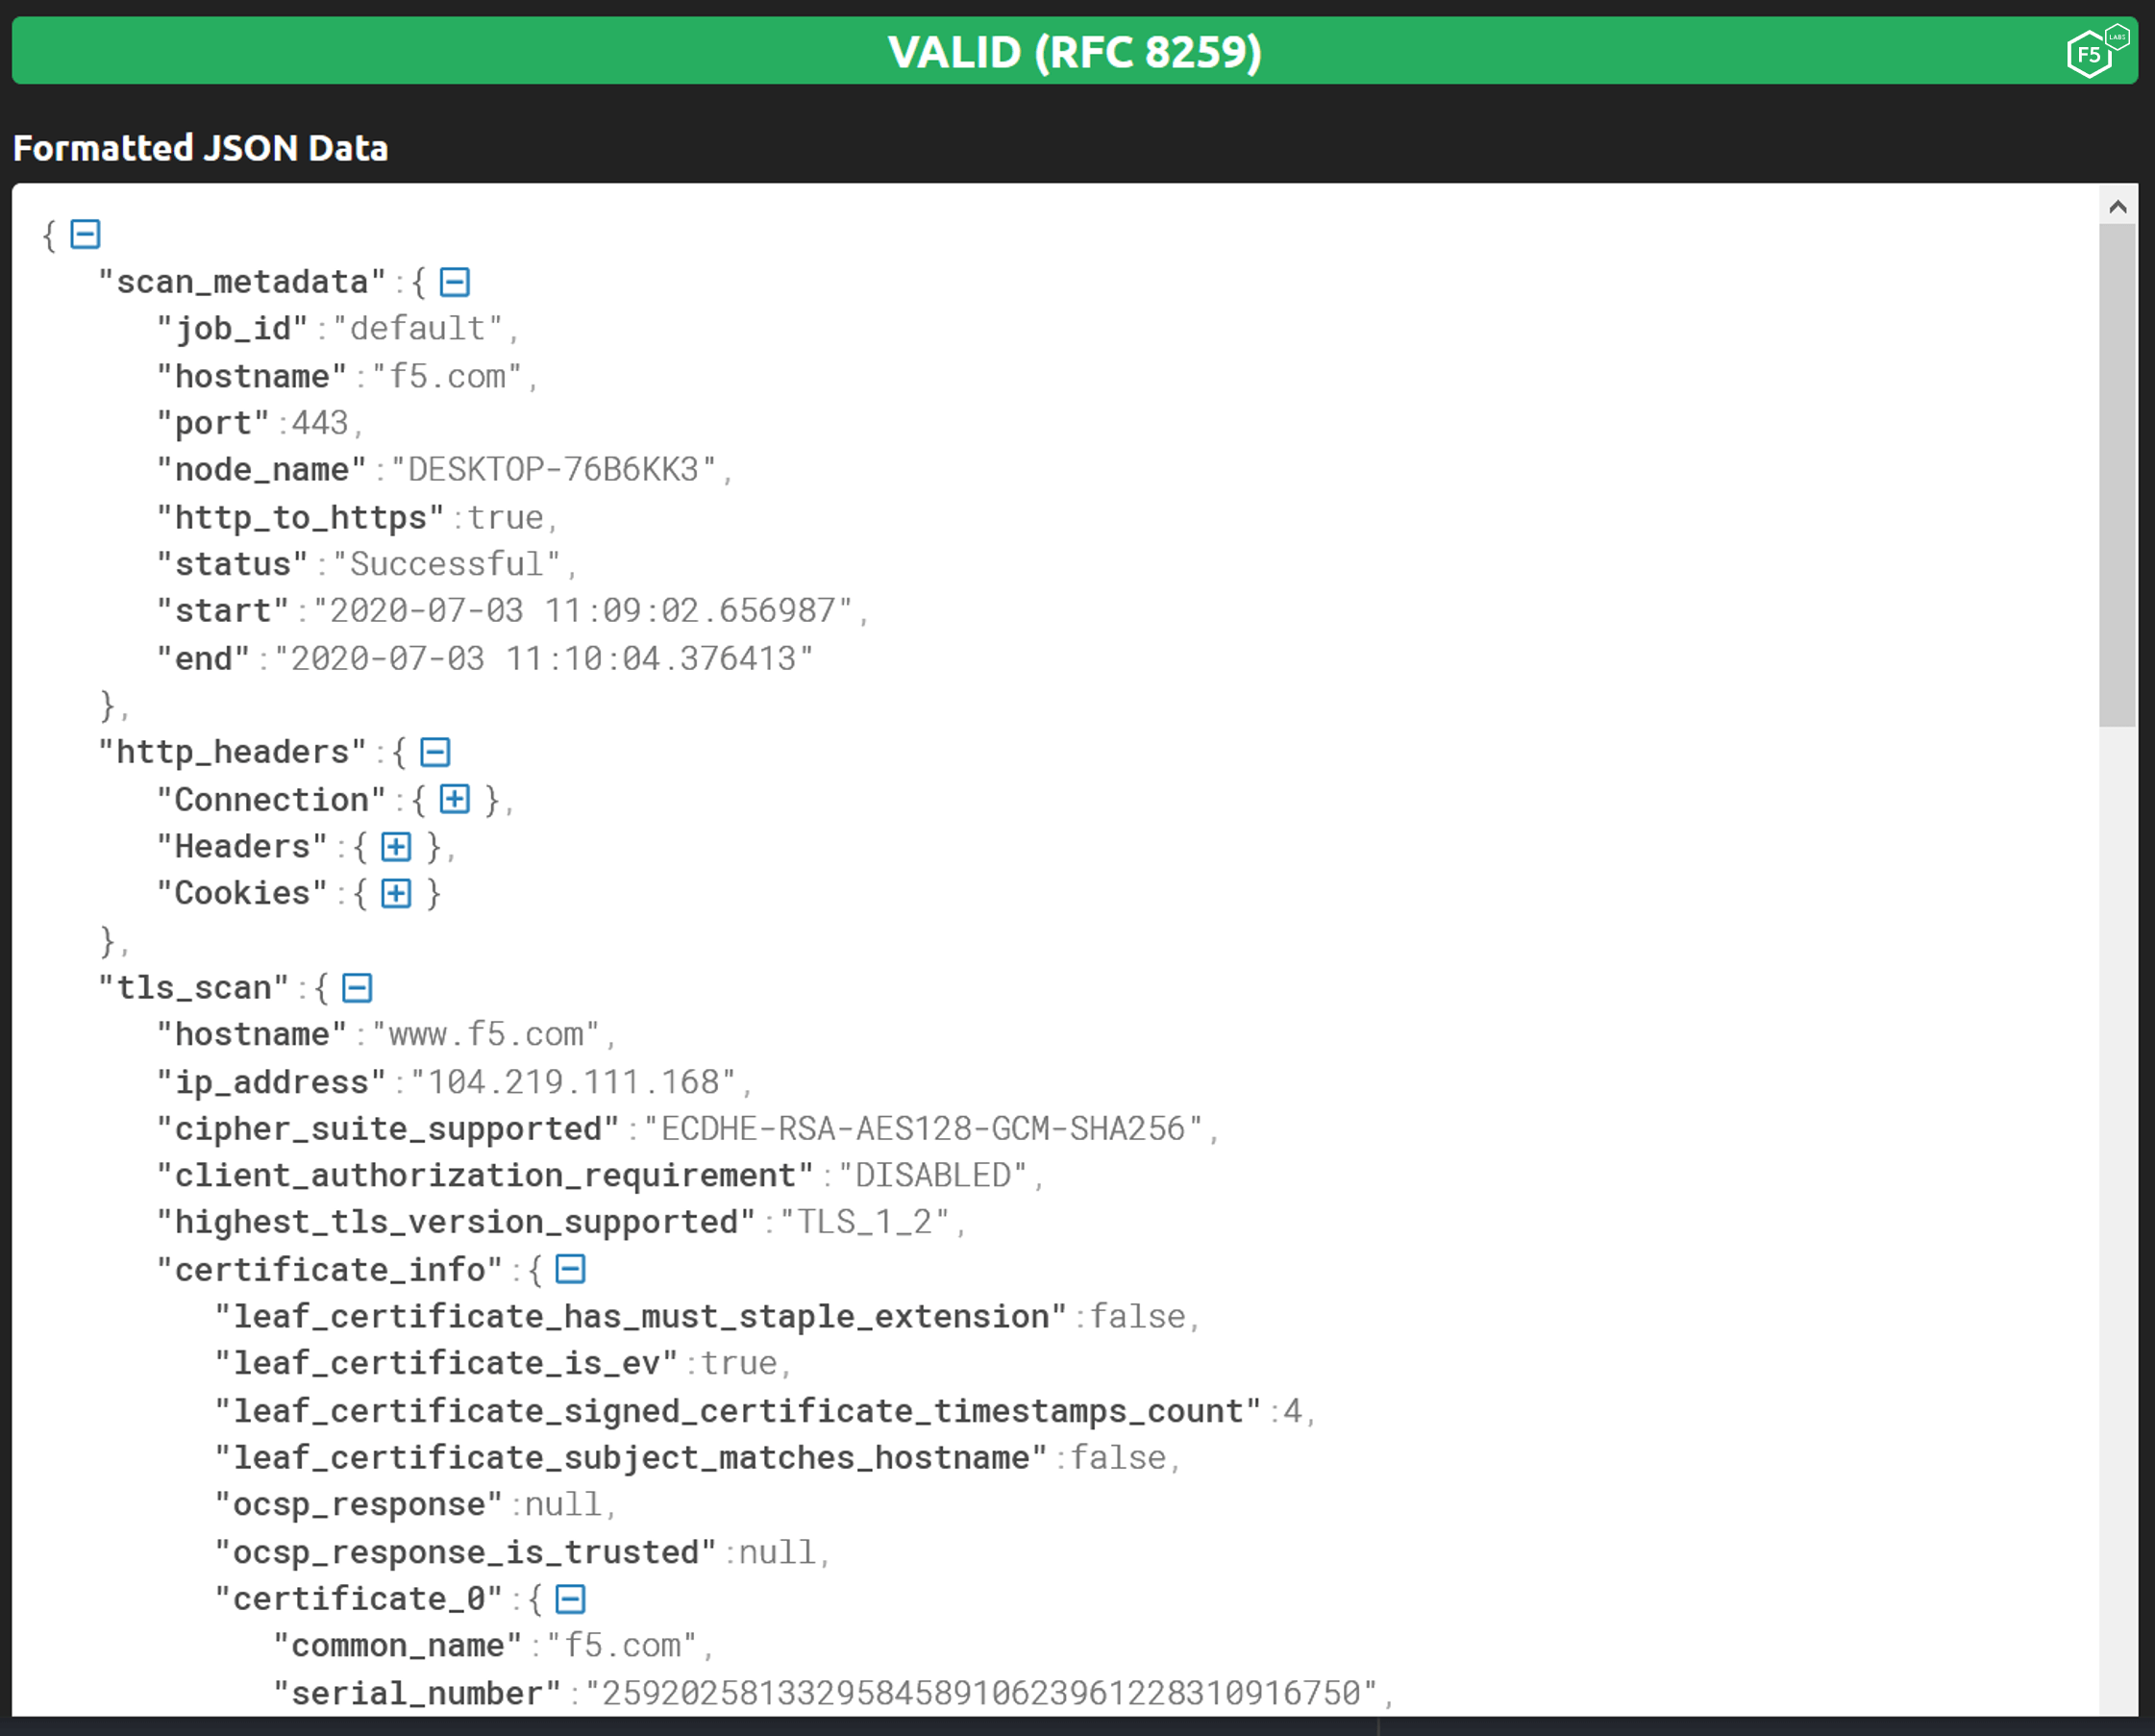 VALID (RFC 8259)
F5 LABS
Formatted JSON Data
{
"scan_metadata":{
"job_id":"default",
"hostname":"f5.com",
"port":443,
"node_name":"DESKTOP-76B6KK3",
"http_to_https":true,
"status":"Successful",
"start":"2020-07-03 11:09:02.656987",
"end":"2020-07-03 11:10:04.376413"
},
"http_headers":{
"Connection":{ },
"Headers":{ },
"Cookies":{ }
},
"tls_scan":{
"hostname":"www.f5.com",
"ip_address":"104.219.111.168",
"cipher_suite_supported":"ECDHE-RSA-AES128-GCM-SHA256",
"client_authorization_requirement":"DISABLED",
"highest_tls_version_supported":"TLS_1_2",
"certificate_info":{
"leaf_certificate_has_must_staple_extension":false,
"leaf_certificate_is_ev":true,
"leaf_certificate_signed_certificate_timestamps_count":4,
"leaf_certificate_subject_matches_hostname":false,
"ocsp_response":null,
"ocsp_response_is_trusted":null,
"certificate_0":{
"common_name":"f5.com",
"serial_number":"259202581332958458910623961228310916750",